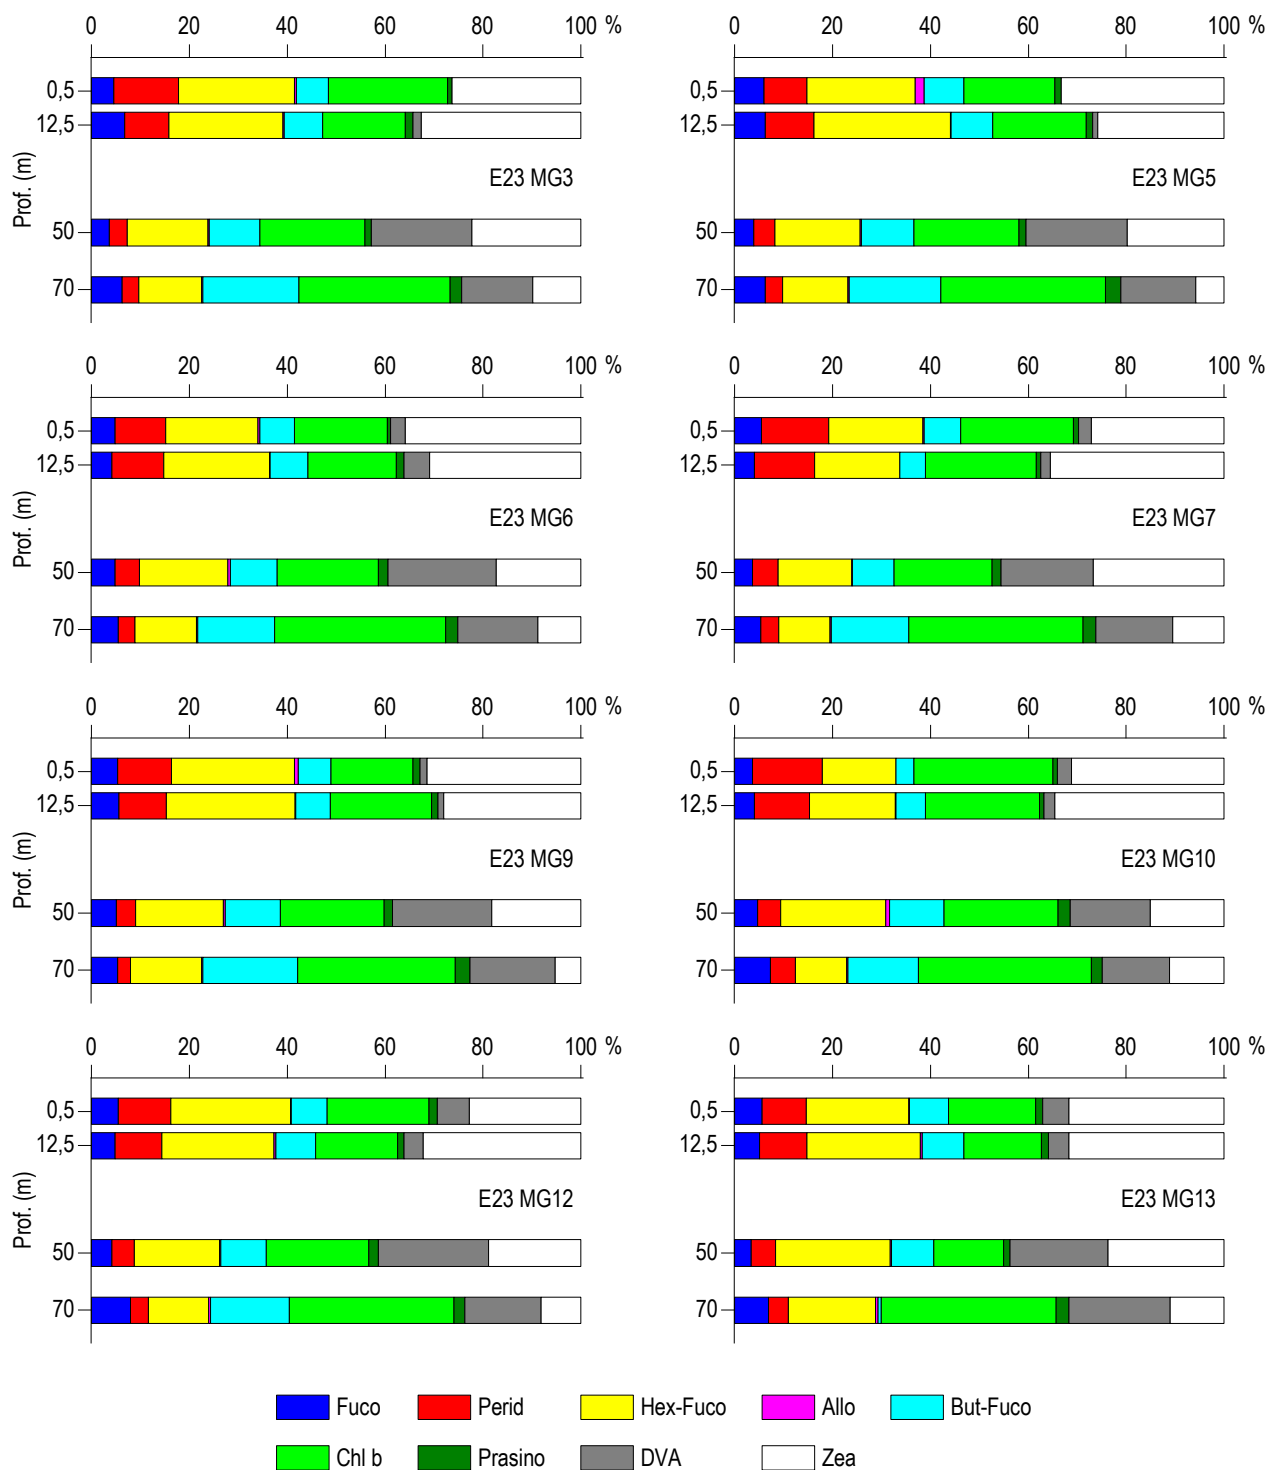 0 20 40 60 80 100 % 0 20 40 60 80 100 %
0,5 0,5
12,5 12,5
Prof. (m)
E23 MG3 E23 MG5
50 50
70 70
0 20 40 60 80 100 % 0 20 40 60 80 100 %
0,5 0,5
12,5 12,5
Prof. (m)
E23 MG6 E23 MG7
50 50
70 70
0 20 40 60 80 100 % 0 20 40 60 80 100 %
0,5 0,5
12,5 12,5
Prof. (m)
E23 MG9 E23 MG10
50 50
70 70
0 20 40 60 80 100 % 0 20 40 60 80 100 %
0,5 0,5
12,5 12,5
Prof. (m)
E23 MG12 E23 MG13
50 50
70 70
Fuco Perid Hex-Fuco Allo But-Fuco
Chl b Prasino DVA Zea